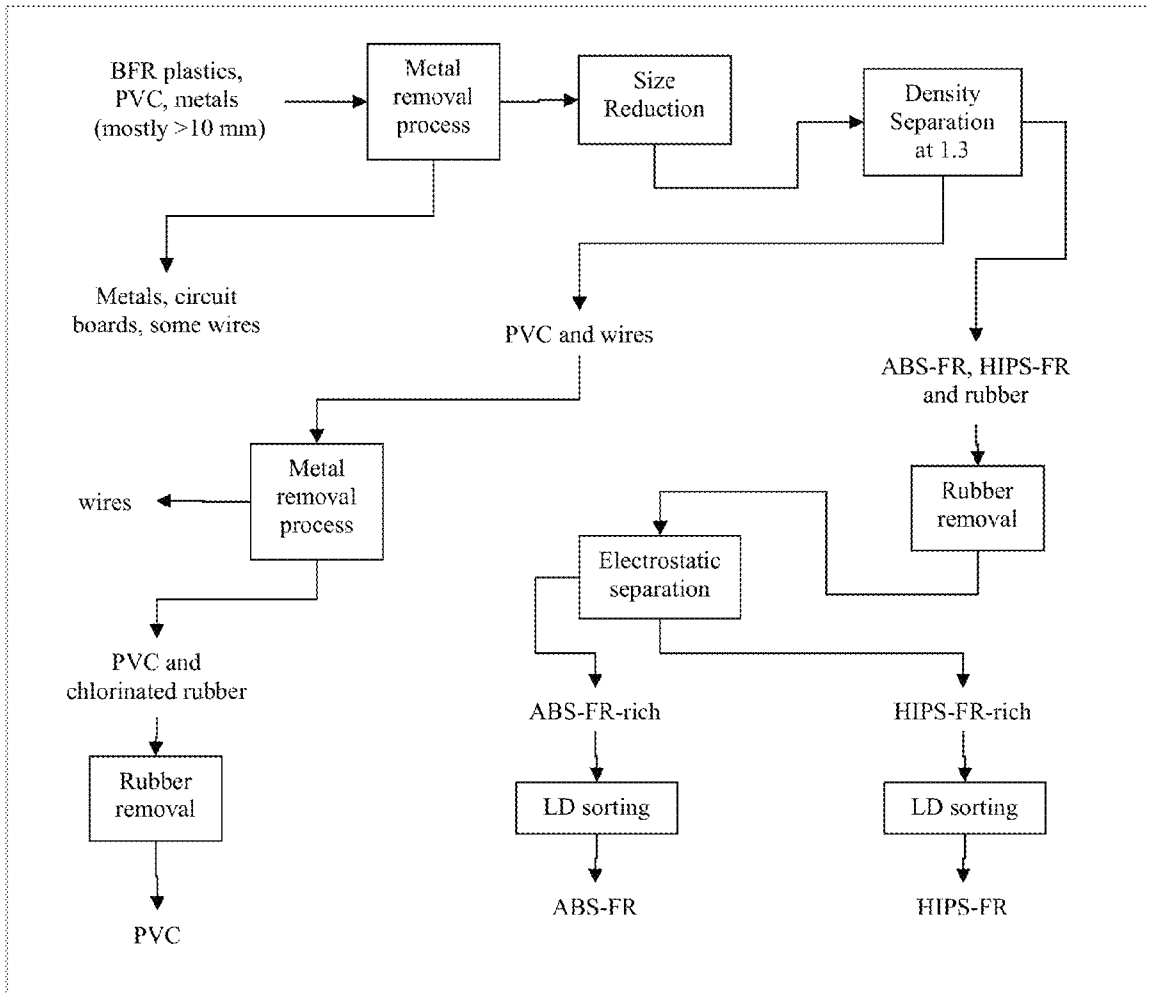 BFR plastics,
PVC, metals
(mostly >10 mm)
Metal
removal
process
Size
Reduction
Density
Separation
at 1.3
Metals, circuit
boards, some wires
PVC and wires
ABS-FR, HIPS-FR
and rubber
wires
Metal
removal
process
Rubber
removal
Electrostatic
separation
PVC and
chlorinated rubber
ABS-FR-rich
HIPS-FR-rich
Rubber
removal
LD sorting
LD sorting
ABS-FR
HIPS-FR
PVC